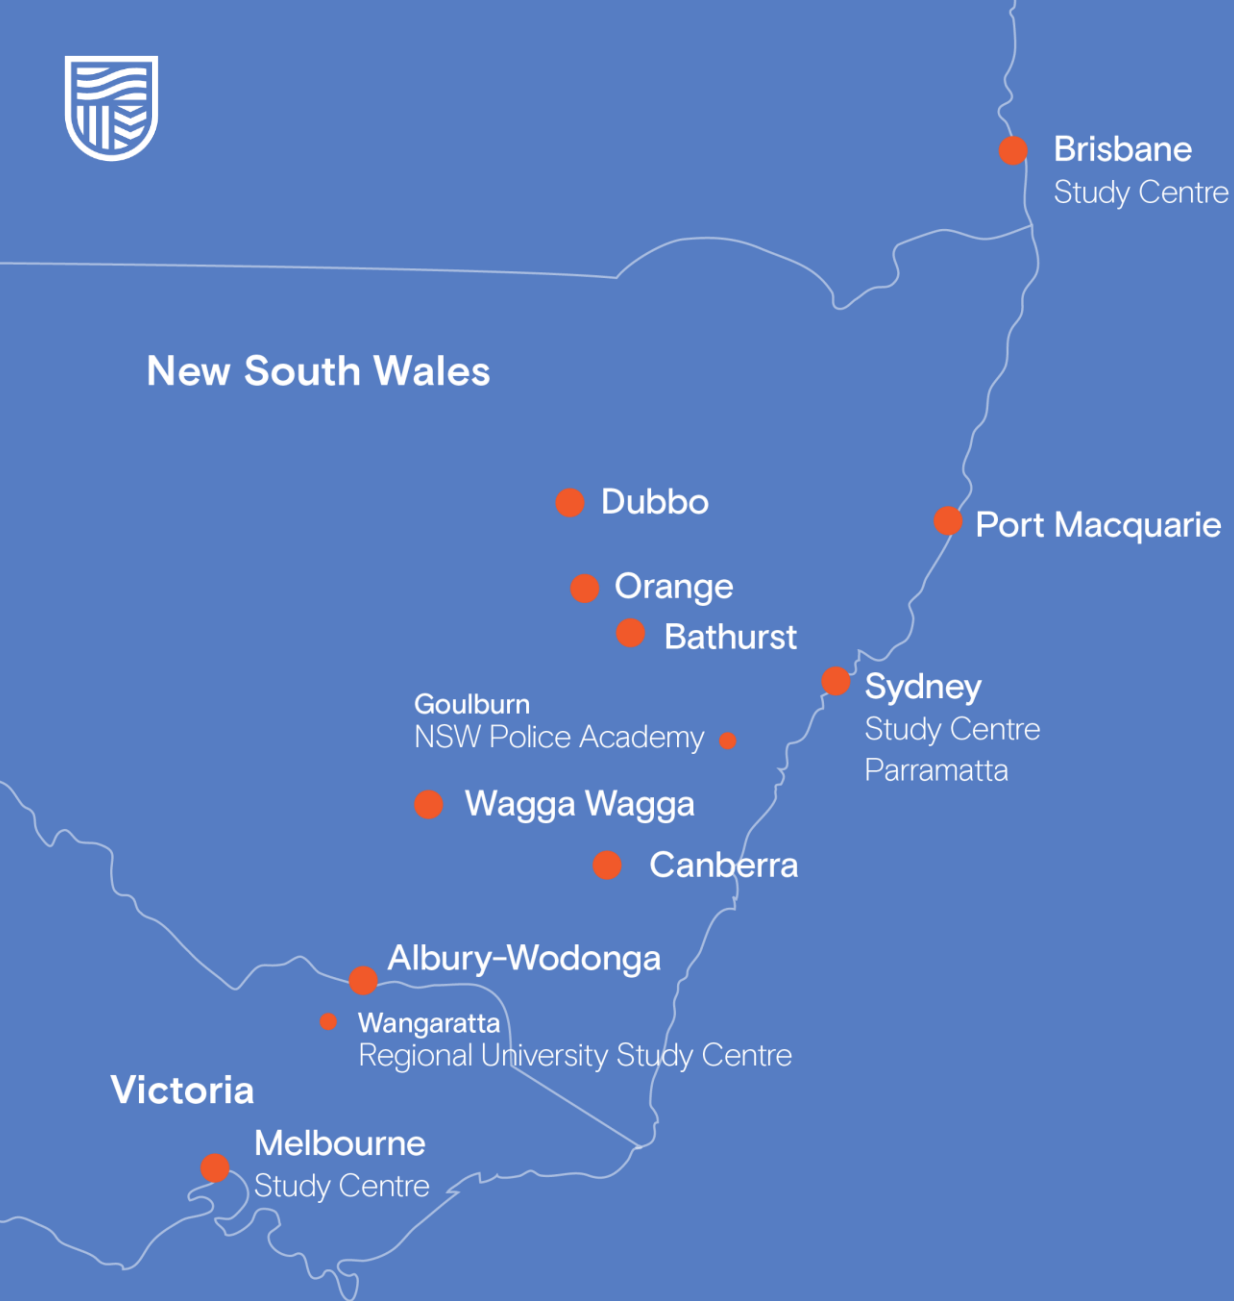 Brisbane
Study Centre
New South Wales
Dubbo
Port Macquarie
Orange
Bathurst
Sydney
Study Centre
Parramatta
Goulburn
NSW Police Academy
Wagga Wagga
Canberra
Albury-Wodonga
Wangaratta
Regional University Study Centre
Victoria
Melbourne
Study Centre